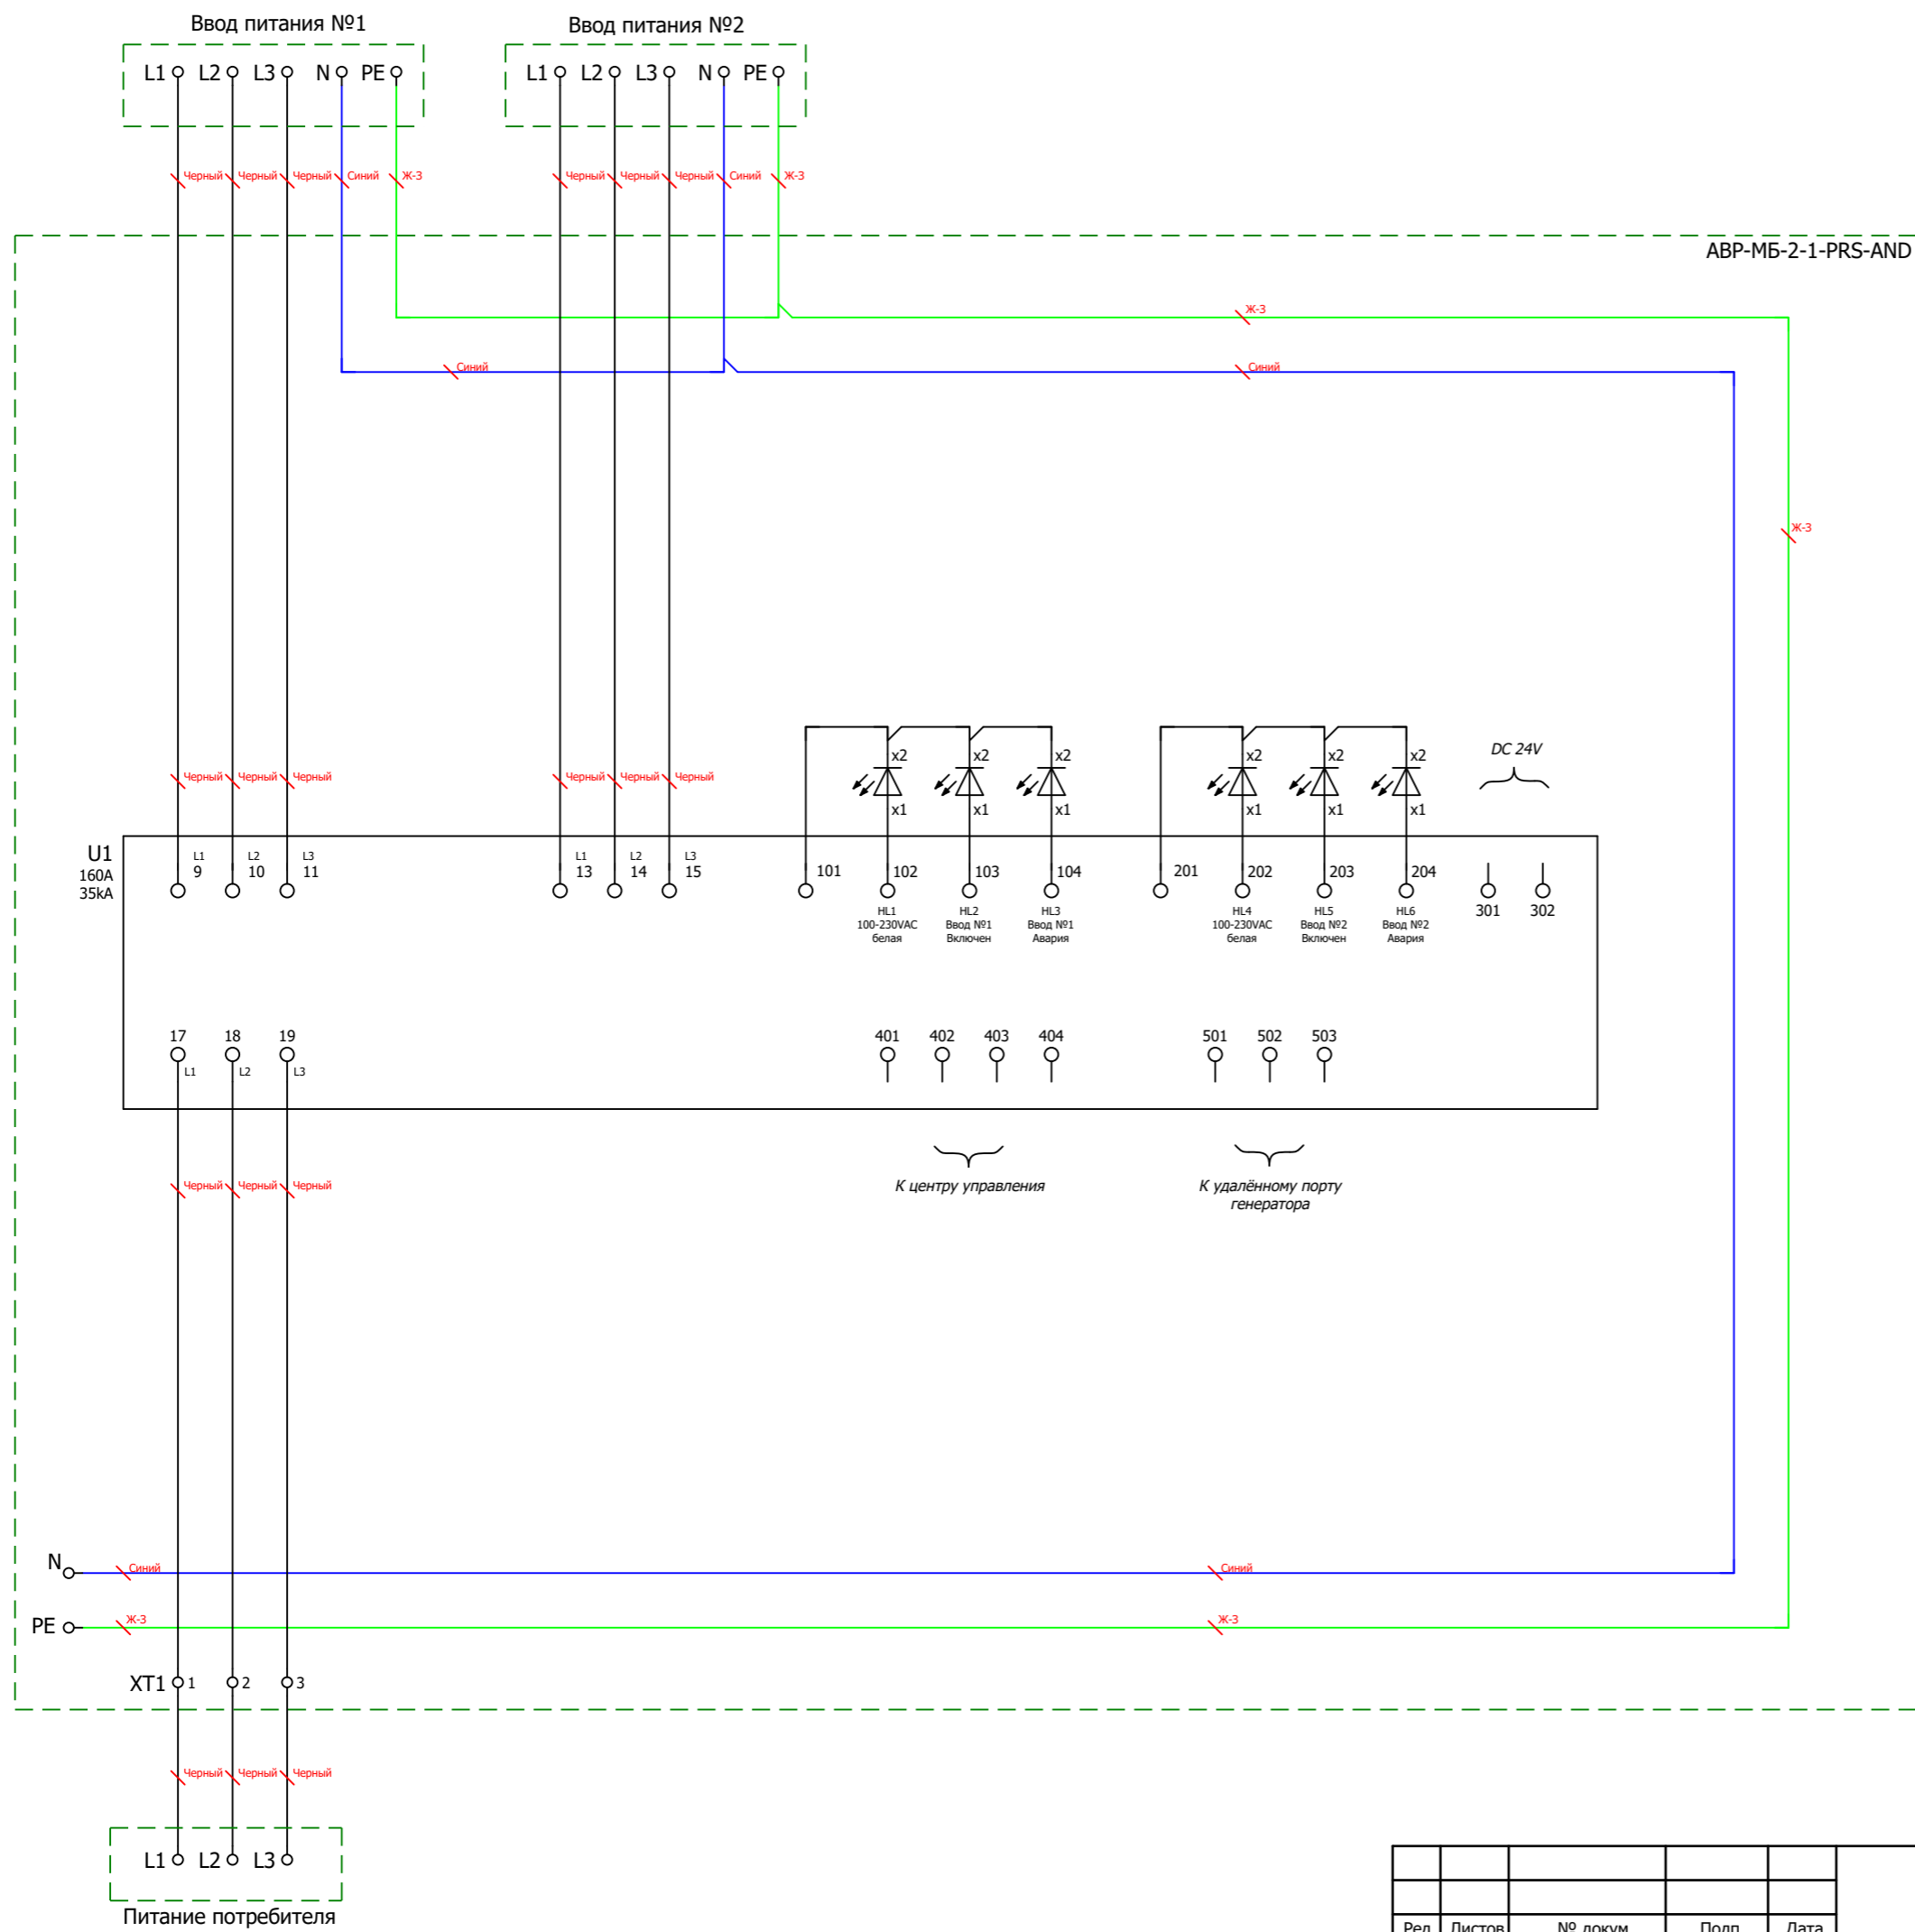 Ввод питания №1
Ввод питания №2
L1 L2 L3 N PE
L1 L2 L3 N PE
Черный Черный Черный Синий Ж-З
Черный Черный Черный Синий Ж-З
АВР-МБ-2-1-PRS-AND
Ж-З
Синий
Синий
Ж-З
DC 24V
x2 x2 x2
x2 x2 x2
Черный Черный Черный
Черный Черный Черный
x1 x1 x1
x1 x1 x1
U1
160A
35kA
L1 L2 L3
9 10 11
L1 L2 L3
13 14 15
101 102 103 104
201 202 203 204
301 302
HL1
100-230VAC
белая
HL2
Ввод №1
Включен
HL3
Ввод №1
Авария
HL4
100-230VAC
белая
HL5
Ввод №2
Включен
HL6
Ввод №2
Авария
17 18 19
L1 L2 L3
401 402 403 404
501 502 503
К центру управления
К удалённому порту
генератора
Черный Черный Черный
N
Синий
Синий
PE
Ж-З
Ж-З
XT1 1 2 3
Черный Черный Черный
L1 L2 L3
Питание потребителя
Ред Листов № докум Подп Дата